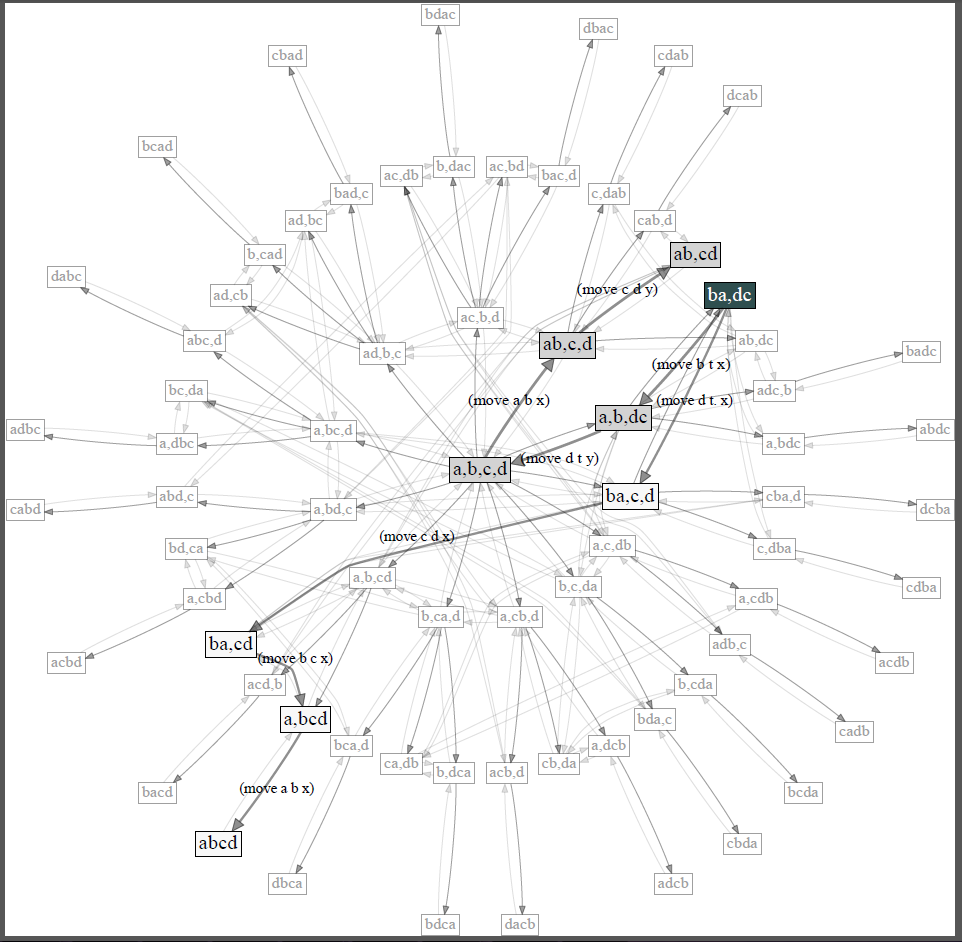 bdac
dbac
cbad
cdab
dcab
bcad
ac,db
b,dac
ac,bd
bac,d
bad,c
c,dab
ad,bc
cab,d
b,cad
ab,cd
dabc
(move c d y)
ad,cb
ba,dc
ac,b,d
abc,d
ab,c,d
ab,dc
ad,b,c
badc
(move b t x)
bc,da
adc,b
(move a b x)
(move d t. x)
a,b,dc
adbc
a,dbc
a,bc,d
a,bdc
abdc
(move d t y)
a,b,c,d
abd,c
ba,c,d
cba,d
cabd
a,bd,c
dcba
(move c d x)
bd,ca
a,c,db
c,dba
a,b,cd
b,c,da
cdba
a,cbd
a,cdb
b,ca,d
a,cb,d
ba,cd
adb,c
(move b c x)
acbd
acdb
acd,b
b,cda
a,bcd
bda,c
cadb
bca,d
a,dcb
ca,db
b,dca
acb,d
cb,da
(move a b x)
bacd
bcda
abcd
cbda
dbca
adcb
bdca
dacb